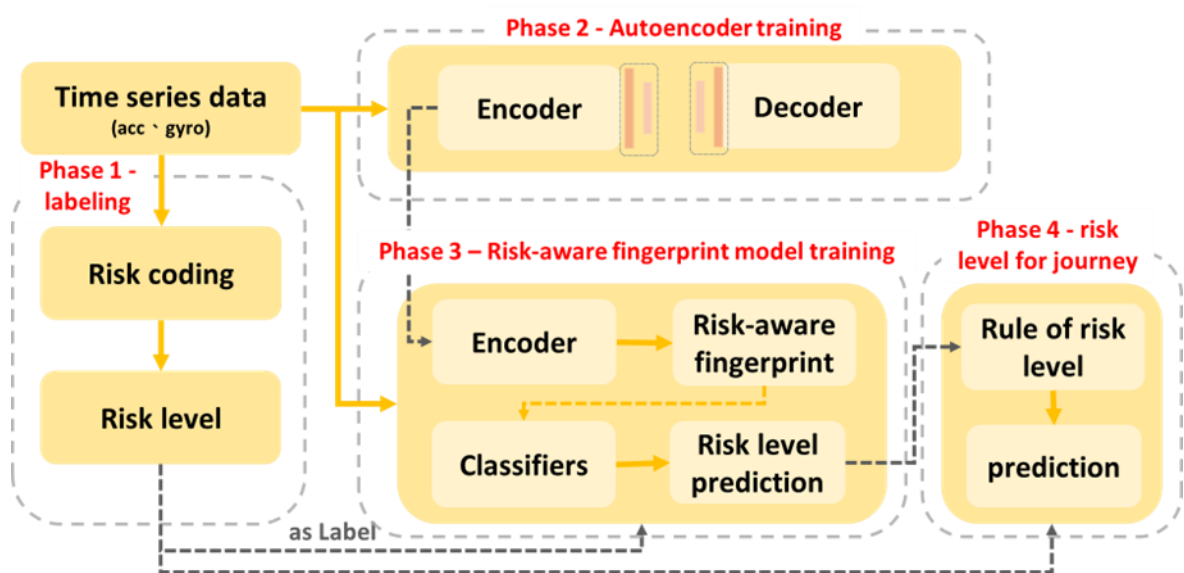 Phase 2 - Autoencoder training
Time series data
(acc、gyro)
Encoder
Decoder
Phase 1 -
labeling
Risk coding
Risk level
Phase 3 – Risk-aware fingerprint model training
Encoder
Risk-aware
fingerprint
Classifiers
Risk level
prediction
Phase 4 - risk
level for journey
Rule of risk
level
prediction
as Label